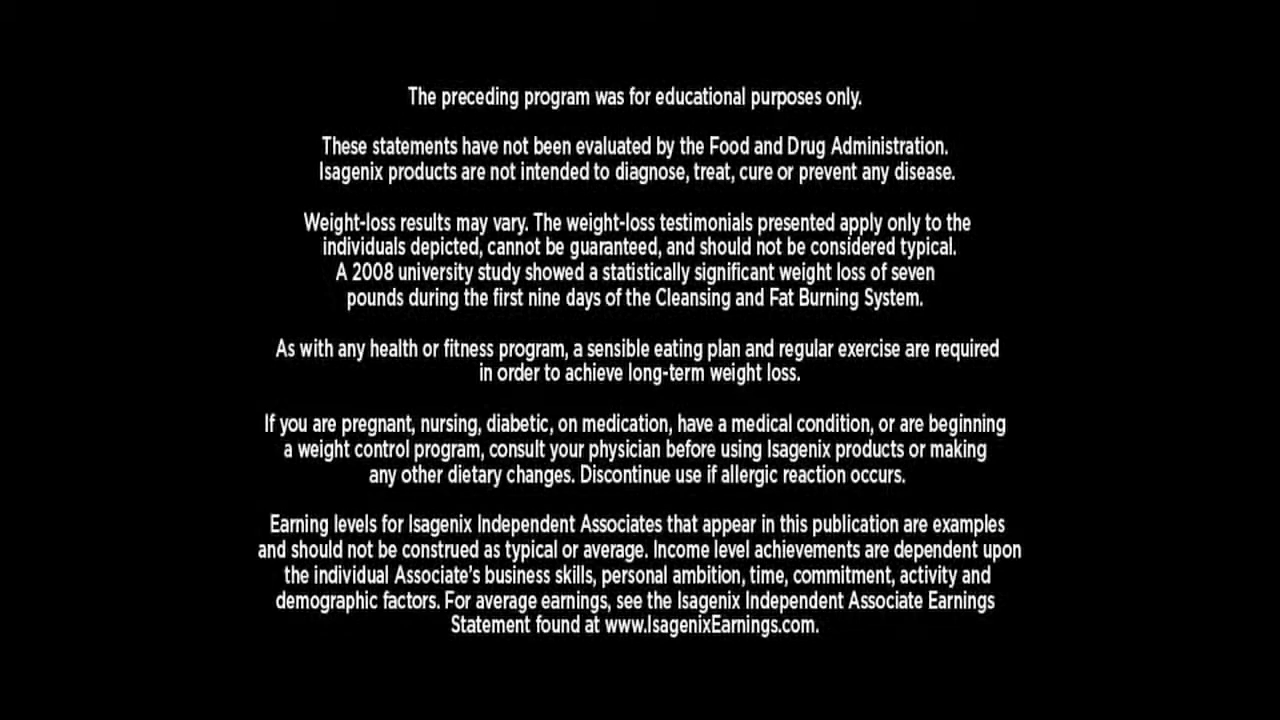 The preceding program was for educational purposes only.
These statements have not been evaluated by the Food and Drug Administration.
Isagenix products are not intended to diagnose, treat, cure or prevent any disease.
Weight-loss results may vary. The weight-loss testimonials presented apply only to the
individuals depicted, cannot be guaranteed, and should not be considered typical.
A 2008 university study showed a statistically significant weight loss of seven
pounds during the first nine days of the Cleansing and Fat Burning System.
As with any health or fitness program, a sensible eating plan and regular exercise are required
in order to achieve long-term weight loss.
If you are pregnant, nursing, diabetic, on medication, have a medical condition, or are beginning
a weight control program, consult your physician before using Isagenix products or making
any other dietary changes. Discontinue use if allergic reaction occurs.
Earning levels for Isagenix Independent Associates that appear in this publication are examples
and should not be construed as typical or average. Income level achievements are dependent upon
the individual Associate's business skills, personal ambition, time, commitment, activity and
demographic factors. For average earnings, see the Isagenix Independent Associate Earnings
Statement found at www.IsagenixEarnings.com.